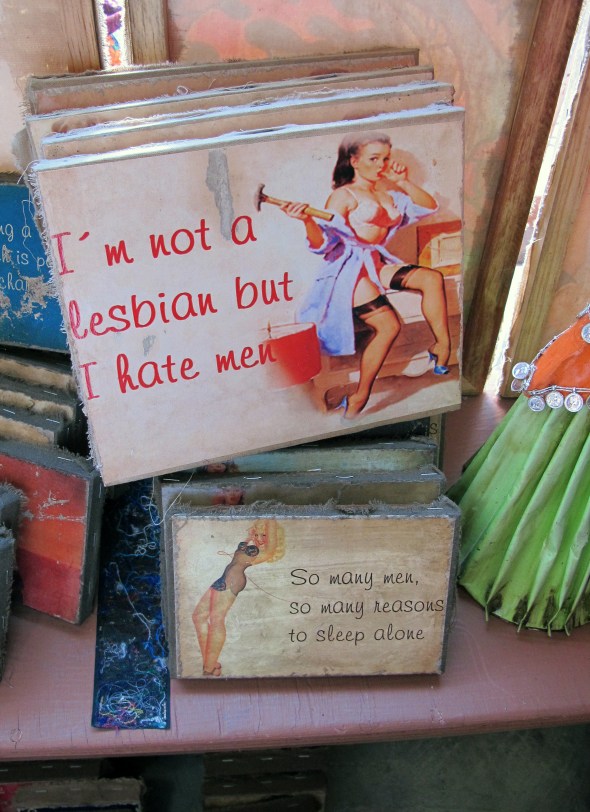 I´m not a
lesbian but
I hate men
So many men,
so many reasons
to sleep alone